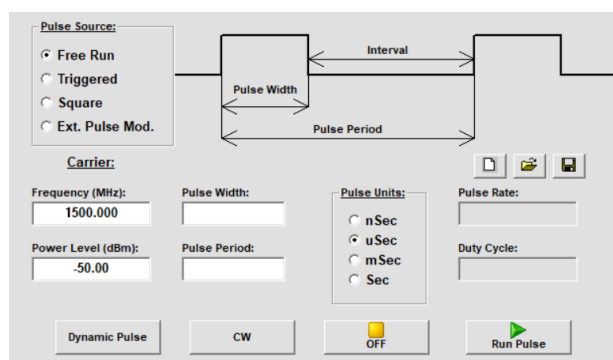 Pulse Source:
Free Run
Triggered
Square
Ext. Pulse Mod.
Interval
Pulse Width
Pulse Period
Carrier:
Frequency (MHz):
1500.000
Pulse Width:
Pulse Units:
nSec
uSec
mSec
Sec
Pulse Rate:
Power Level (dBm):
-50.00
Pulse Period:
Duty Cycle:
Dynamic Pulse
CW
OFF
Run Pulse